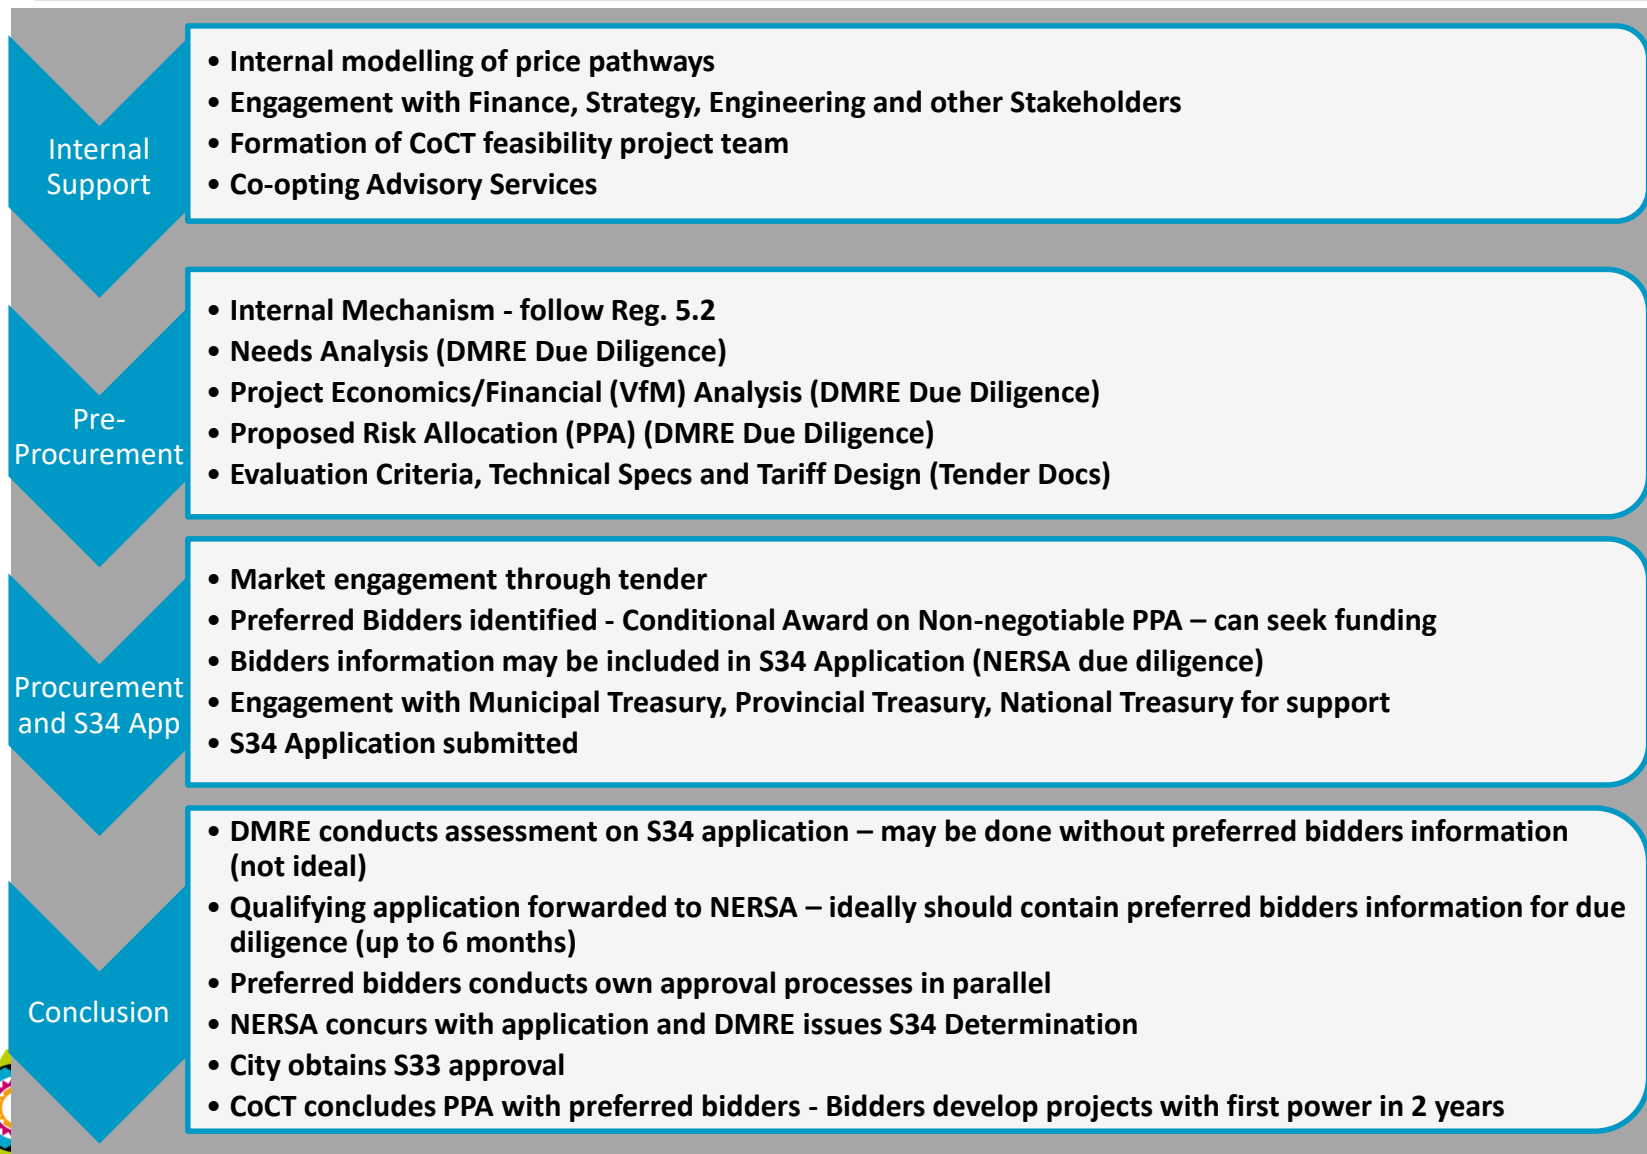 Internal
Support
• Internal modelling of price pathways
• Engagement with Finance, Strategy, Engineering and other Stakeholders
• Formation of CoCT feasibility project team
• Co-opting Advisory Services
Pre-
Procurement
• Internal Mechanism - follow Reg. 5.2
• Needs Analysis (DMRE Due Diligence)
• Project Economics/Financial (VfM) Analysis (DMRE Due Diligence)
• Proposed Risk Allocation (PPA) (DMRE Due Diligence)
• Evaluation Criteria, Technical Specs and Tariff Design (Tender Docs)
Procurement
and S34 App
• Market engagement through tender
• Preferred Bidders identified - Conditional Award on Non-negotiable PPA – can seek funding
• Bidders information may be included in S34 Application (NERSA due diligence)
• Engagement with Municipal Treasury, Provincial Treasury, National Treasury for support
• S34 Application submitted
Conclusion
• DMRE conducts assessment on S34 application – may be done without preferred bidders information
(not ideal)
• Qualifying application forwarded to NERSA – ideally should contain preferred bidders information for due
diligence (up to 6 months)
• Preferred bidders conducts own approval processes in parallel
• NERSA concurs with application and DMRE issues S34 Determination
• City obtains S33 approval
• CoCT concludes PPA with preferred bidders - Bidders develop projects with first power in 2 years